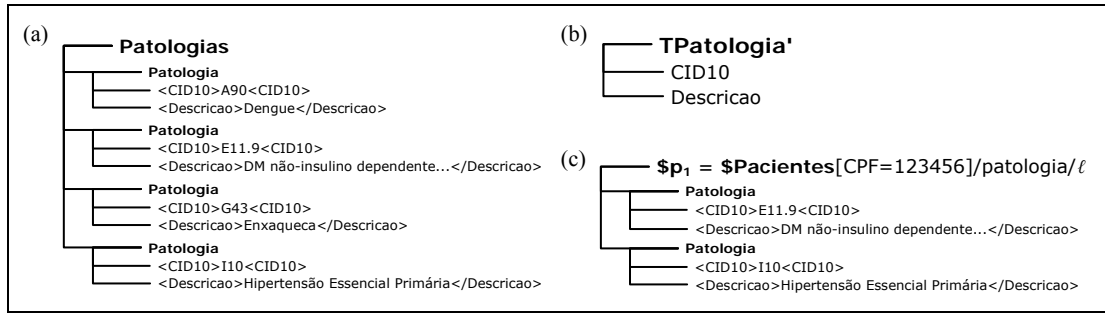 (a)
Patologias
Patologia
<CID10>A90<CID10>
<Descricao>Dengue</Descricao>
Patologia
<CID10>E11.9<CID10>
<Descricao>DM não-insulino dependente...</Descricao>
Patologia
<CID10>G43<CID10>
<Descricao>Enxaqueca</Descricao>
Patologia
<CID10>I10<CID10>
<Descricao>Hipertensão Essencial Primária</Descricao>
(b)
TPatologia'
CID10
Descricao
(c)
$p₁ = $Pacientes[CPF=123456]/patologia/ℓ
Patologia
<CID10>E11.9<CID10>
<Descricao>DM não-insulino dependente...</Descricao>
Patologia
<CID10>I10<CID10>
<Descricao>Hipertensão Essencial Primária</Descricao>